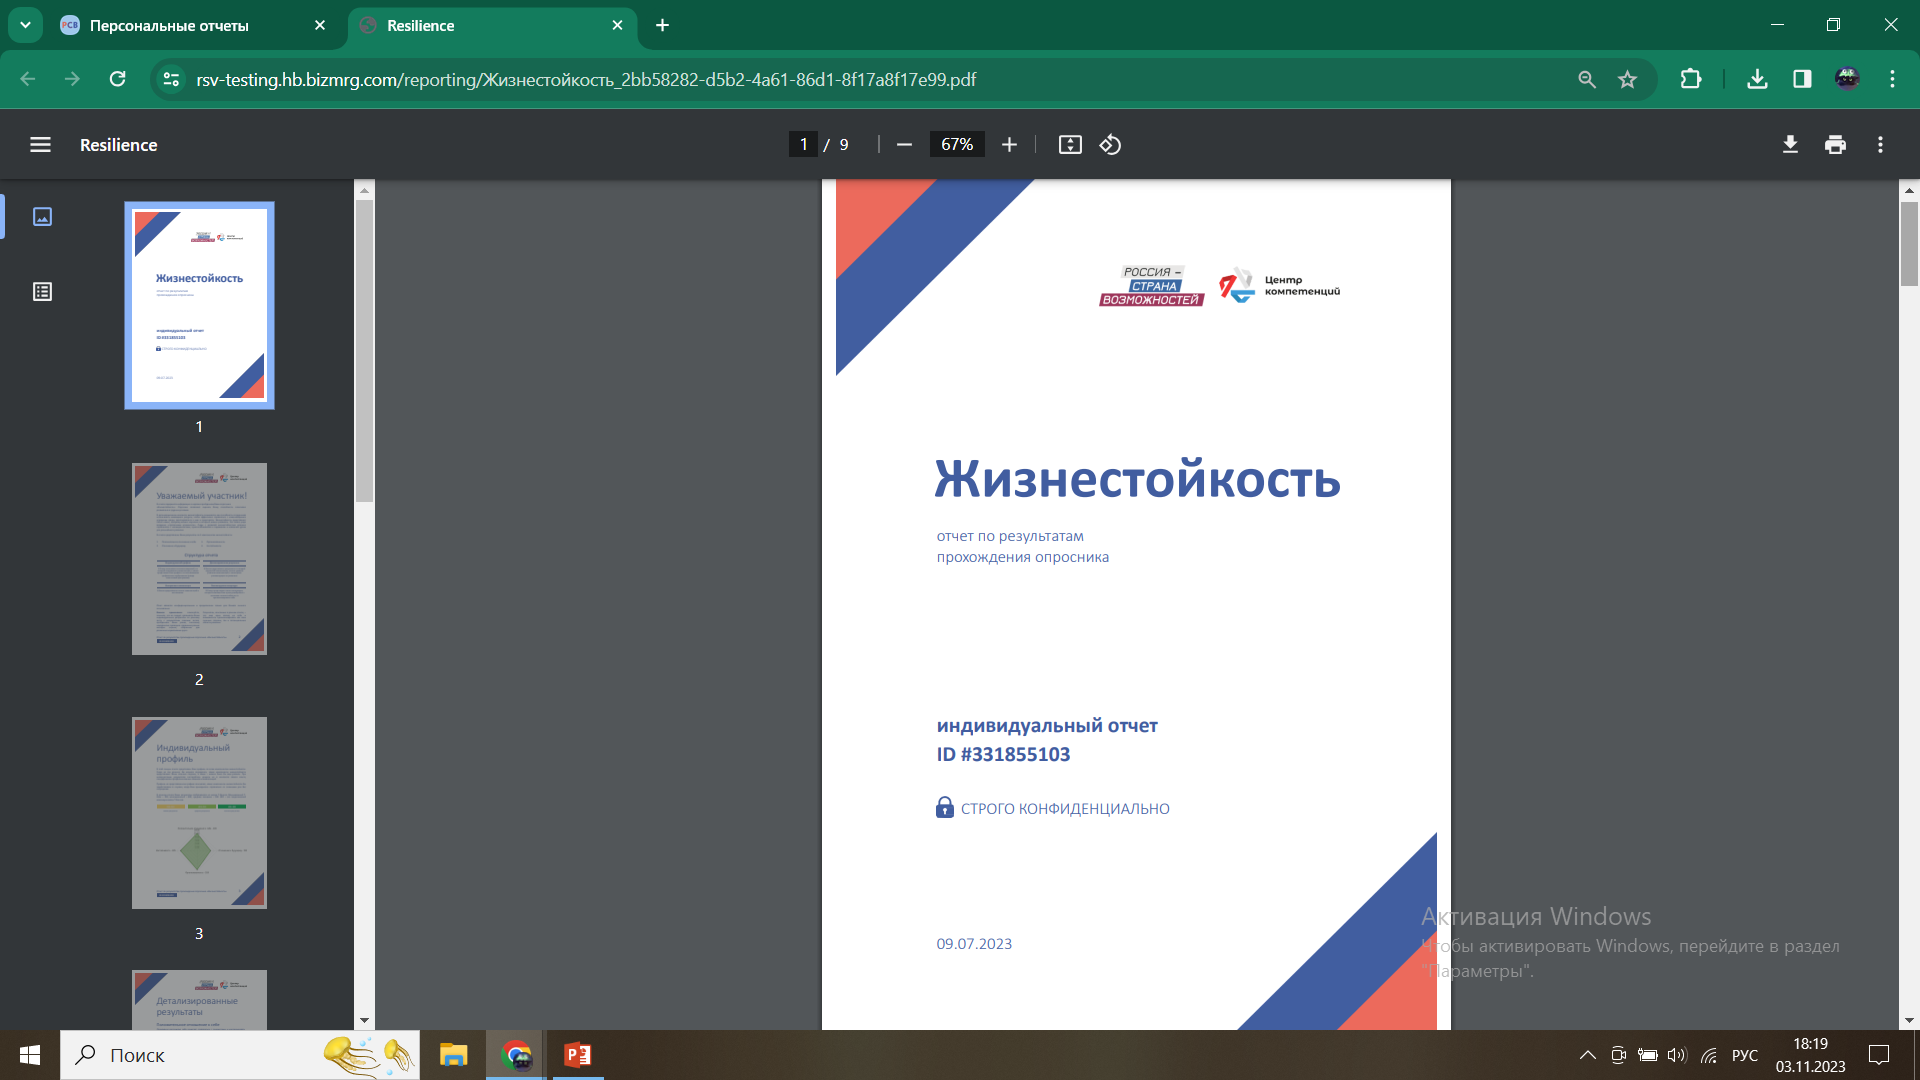 Персональные отчеты
Resilience
rsv-testing.hb.bizmrg.com/reporting/Жизнестойкость_2bb58282-d5b2-4a61-86d1-8f17a8f17e99.pdf
Resilience
1 / 9
67%
Жизнестойкость
1
Уважаемый участник!
2
Индивидуальный
профиль
3
Детализированные
результаты
РОССИЯ –
СТРАНА
ВОЗМОЖНОСТЕЙ
Центр
компетенций
Жизнестойкость
отчет по результатам
прохождения опросника
индивидуальный отчет
ID #331855103
СТРОГО КОНФИДЕНЦИАЛЬНО
09.07.2023
Активация Windows
Чтобы активировать Windows, перейдите в раздел
"Параметры".
Поиск
РУС
18:19
03.11.2023